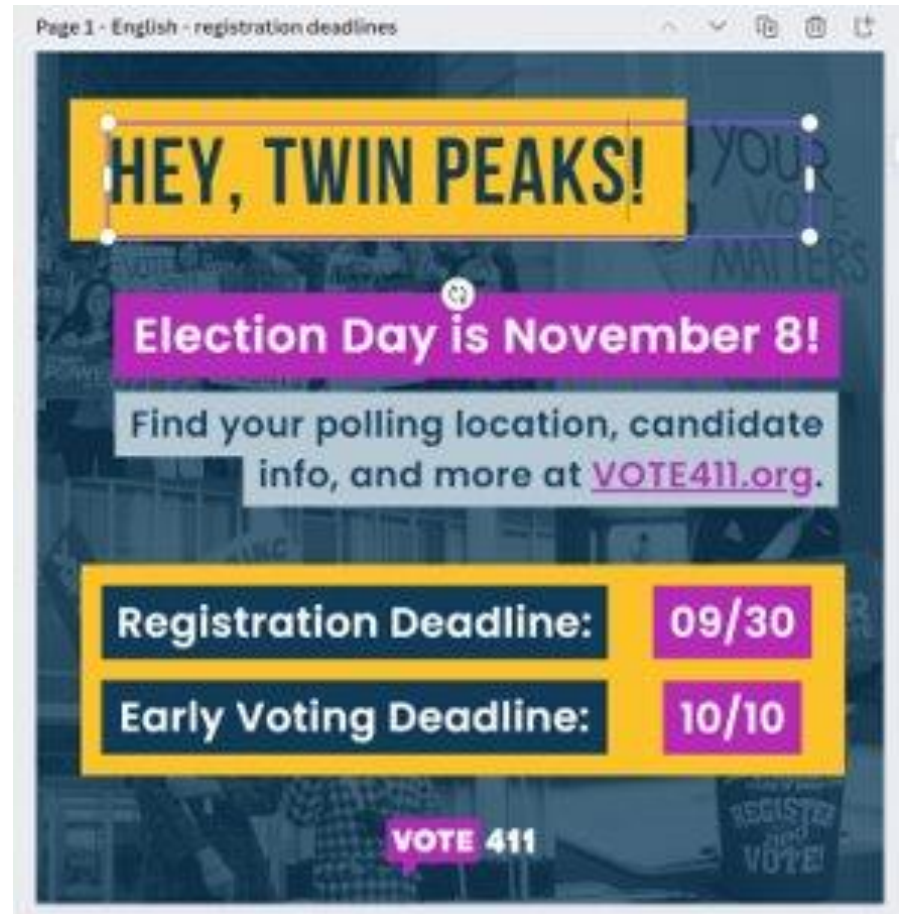 Page 1 - English - registration deadlines
HEY, TWIN PEAKS!
YOUR
VOTE
MATTERS
Election Day is November 8!
Find your polling location, candidate
info, and more at VOTE411.org.
Registration Deadline: 09/30
Early Voting Deadline: 10/10
REGISTER
and
VOTE!
VOTE 411